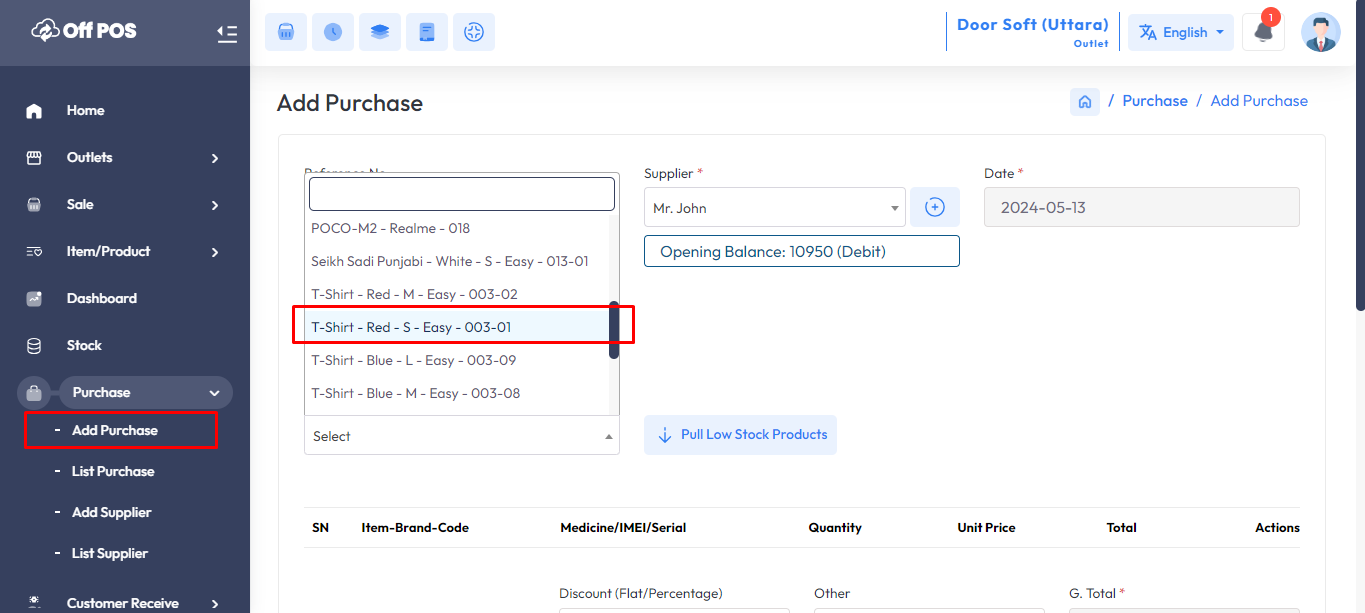 Off POS
Door Soft (Uttara)
Outlet
English
1
Home
Outlets
Sale
Item/Product
Dashboard
Stock
Purchase
- Add Purchase
- List Purchase
- Add Supplier
- List Supplier
Customer Receive
Add Purchase
/ Purchase / Add Purchase
Reference No
POCO-M2 - Realme - 018
Seikh Sadi Punjabi - White - S - Easy - 013-01
T-Shirt - Red - M - Easy - 003-02
T-Shirt - Red - S - Easy - 003-01
T-Shirt - Blue - L - Easy - 003-09
T-Shirt - Blue - M - Easy - 003-08
Select
Supplier *
Mr. John
Opening Balance: 10950 (Debit)
Date *
2024-05-13
Pull Low Stock Products
SN Item-Brand-Code Medicine/IMEI/Serial Quantity Unit Price Total Actions
Discount (Flat/Percentage) Other G. Total *